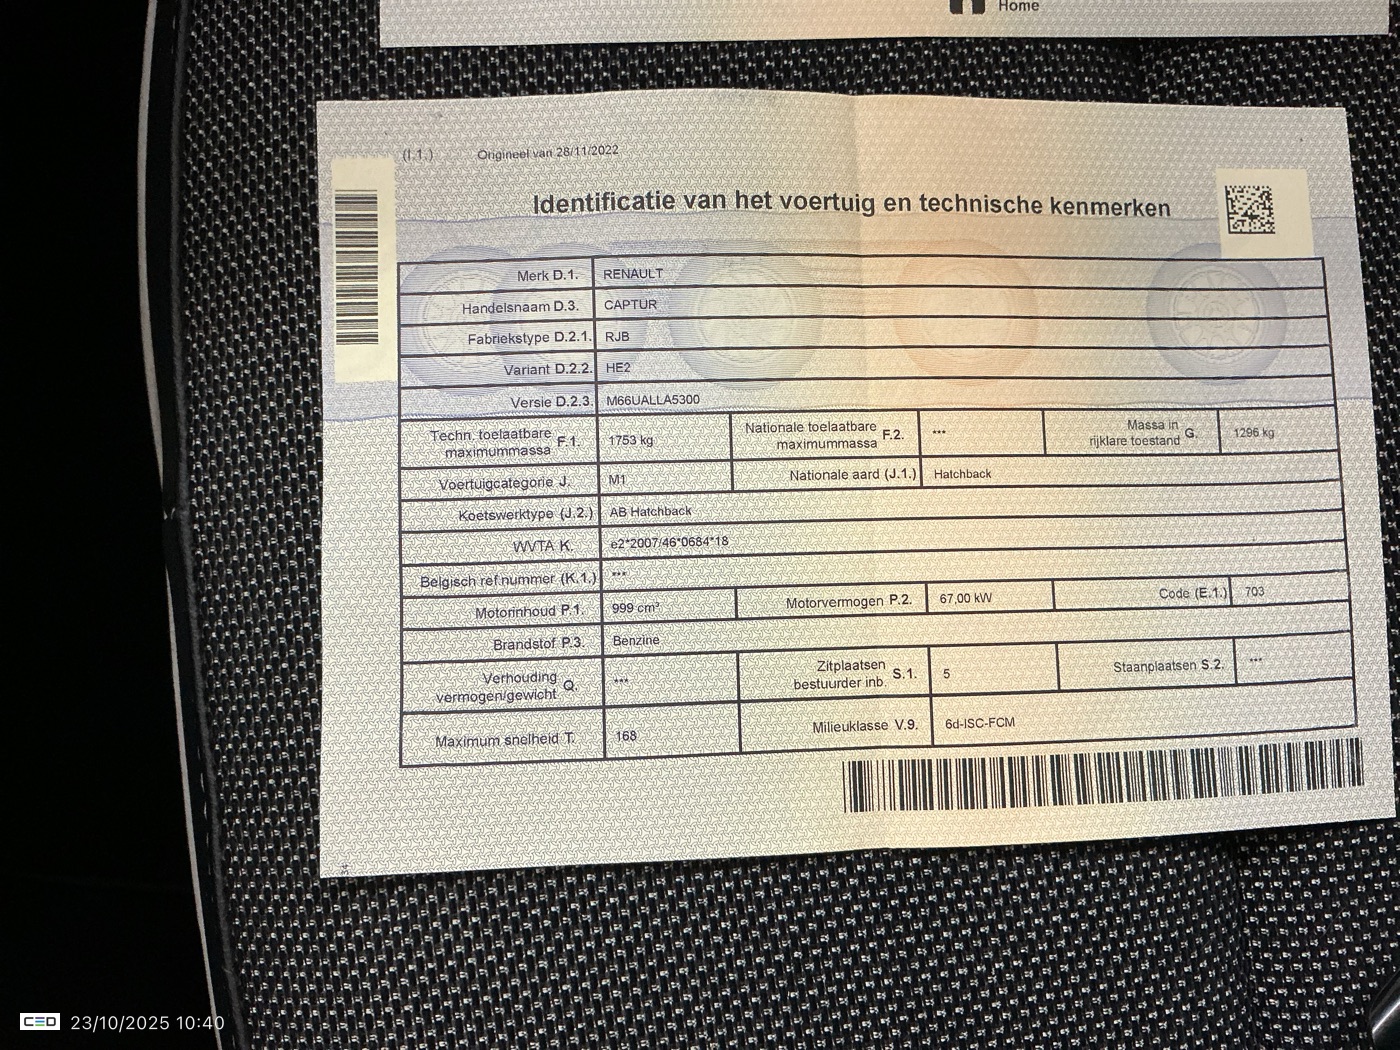 Home
(I.1.) Origineel van 28/11/2022
Identificatie van het voertuig en technische kenmerken
Merk D.1. RENAULT
Handelsnaam D.3. CAPTUR
Fabriekstype D.2.1. RJB
Variant D.2.2. HE2
Versie D.2.3. M66UALLA5300
Techn. toelaatbare maximummassa F.1. 1753 kg Nationale toelaatbare maximummassa F.2. *** Massa in rijklare toestand G. 1296 kg
Voertuigcategorie J. M1 Nationale aard (J.1.) Hatchback
Koetswerktype (J.2.) AB Hatchback
WVTA K. e2*2007/46*0684*18
Belgisch ref.nummer (K.1.) ***
Motorinhoud P.1. 999 cm³ Motorvermogen P.2. 67,00 kW Code (E.1.) 703
Brandstof P.3. Benzine
Verhouding vermogen/gewicht Q. *** Zitplaatsen bestuurder inb. S.1. 5 Staanplaatsen S.2. ***
Maximum snelheid T. 168 Milieuklasse V.9. 6d-ISC-FCM
CED 23/10/2025 10:40